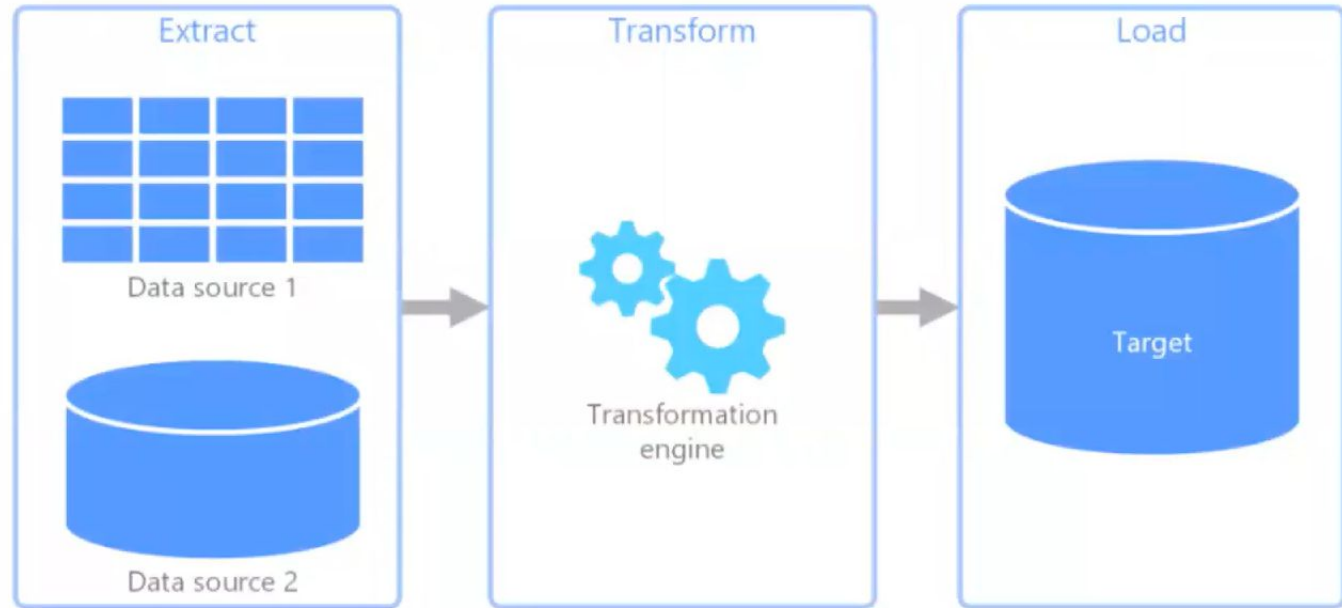 Extract
Data source 1
Data source 2
Transform
Transformation
engine
Load
Target